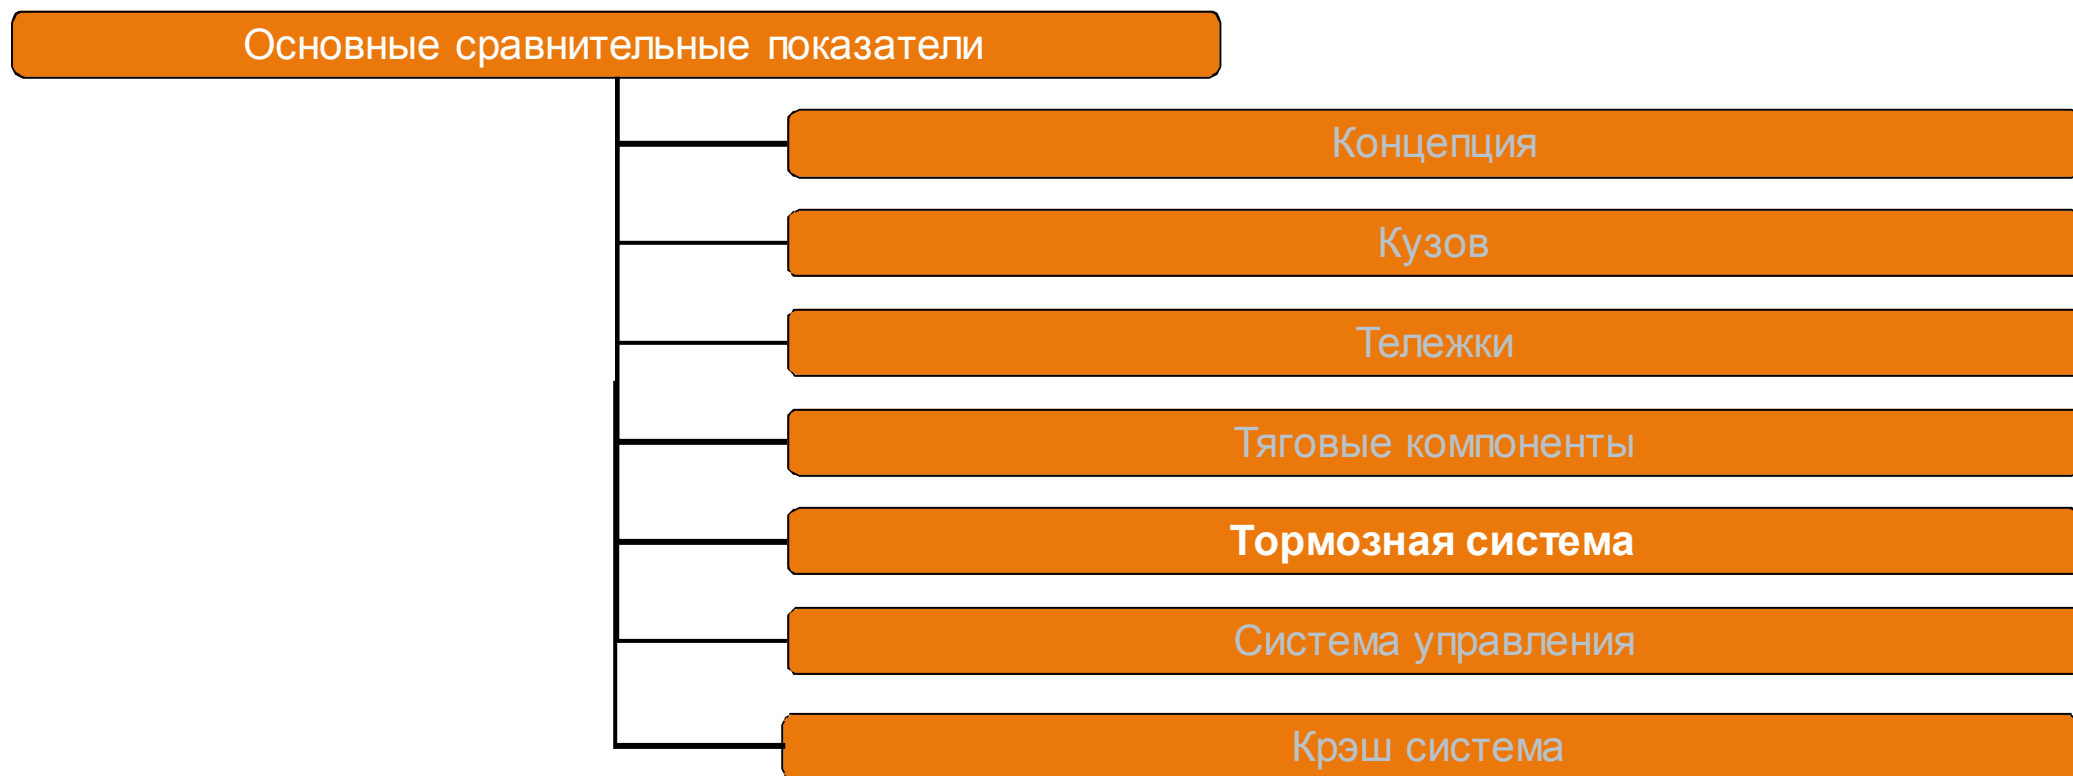 Основные сравнительные показатели
Концепция
Кузов
Тележки
Тяговые компоненты
Тормозная система
Система управления
Крэш система